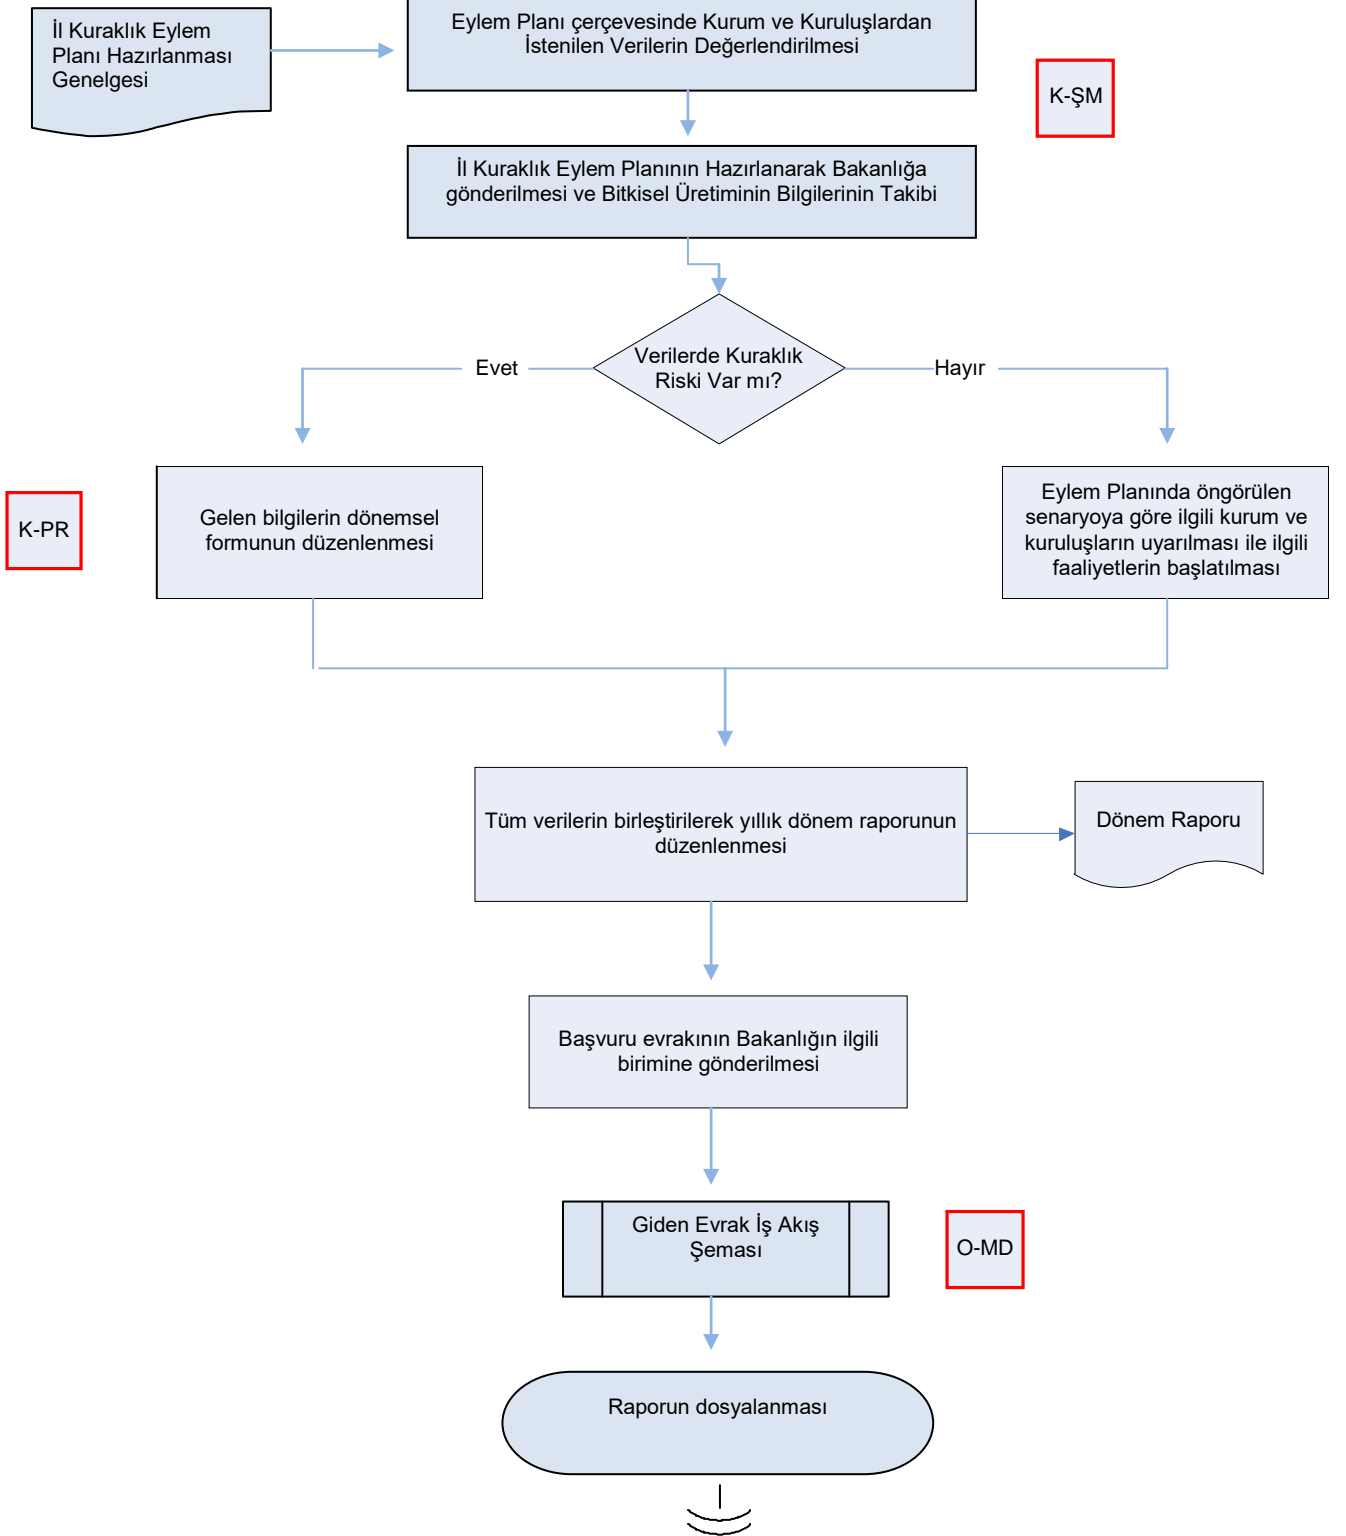 İl Kuraklık Eylem
Planı Hazırlanması
Genelgesi
Eylem Planı çerçevesinde Kurum ve Kuruluşlardan
İstenilen Verilerin Değerlendirilmesi
K-ŞM
İl Kuraklık Eylem Planının Hazırlanarak Bakanlığa
gönderilmesi ve Bitkisel Üretiminin Bilgilerinin Takibi
Verilerde Kuraklık
Riski Var mı?
Evet
Hayır
K-PR
Gelen bilgilerin dönemsel
formunun düzenlenmesi
Eylem Planında öngörülen
senaryoya göre ilgili kurum ve
kuruluşların uyarılması ile ilgili
faaliyetlerin başlatılması
Tüm verilerin birleştirilerek yıllık dönem raporunun
düzenlenmesi
Dönem Raporu
Başvuru evrakının Bakanlığın ilgili
birimine gönderilmesi
Giden Evrak İş Akış
Şeması
O-MD
Raporun dosyalanması